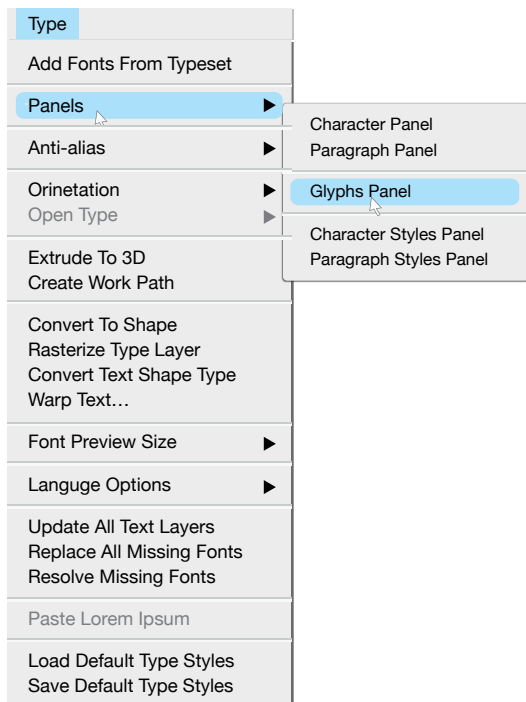 Type
Add Fonts From Typeset
Panels
Character Panel
Paragraph Panel
Glyphs Panel
Character Styles Panel
Paragraph Styles Panel
Anti-alias
Orinetation
Open Type
Extrude To 3D
Create Work Path
Convert To Shape
Rasterize Type Layer
Convert Text Shape Type
Warp Text…
Font Preview Size
Languge Options
Update All Text Layers
Replace All Missing Fonts
Resolve Missing Fonts
Paste Lorem Ipsum
Load Default Type Styles
Save Default Type Styles